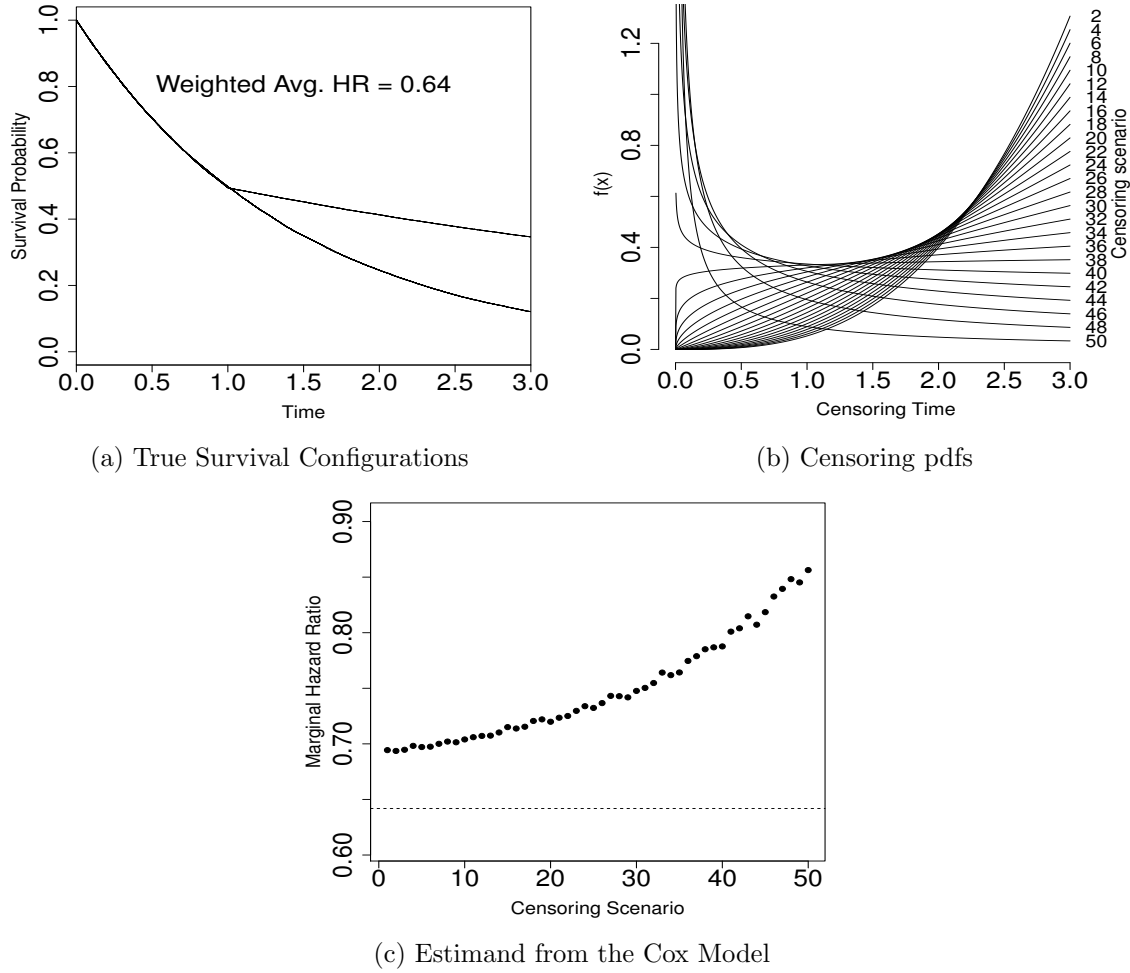 Weighted Avg. HR = 0.64
Survival Probability
0.0 0.2 0.4 0.6 0.8 1.0
0.0 0.5 1.0 1.5 2.0 2.5 3.0
Time
(a) True Survival Configurations
f(x)
0.0 0.4 0.8 1.2
0.0 0.5 1.0 1.5 2.0 2.5 3.0
Censoring Time
2
4
6
8
10
12
14
16
18
20
22
24
26
28
30
32
34
36
38
40
42
44
46
48
50
Censoring scenario
(b) Censoring pdfs
Marginal Hazard Ratio
0.60 0.70 0.80 0.90
0 10 20 30 40 50
Censoring Scenario
(c) Estimand from the Cox Model